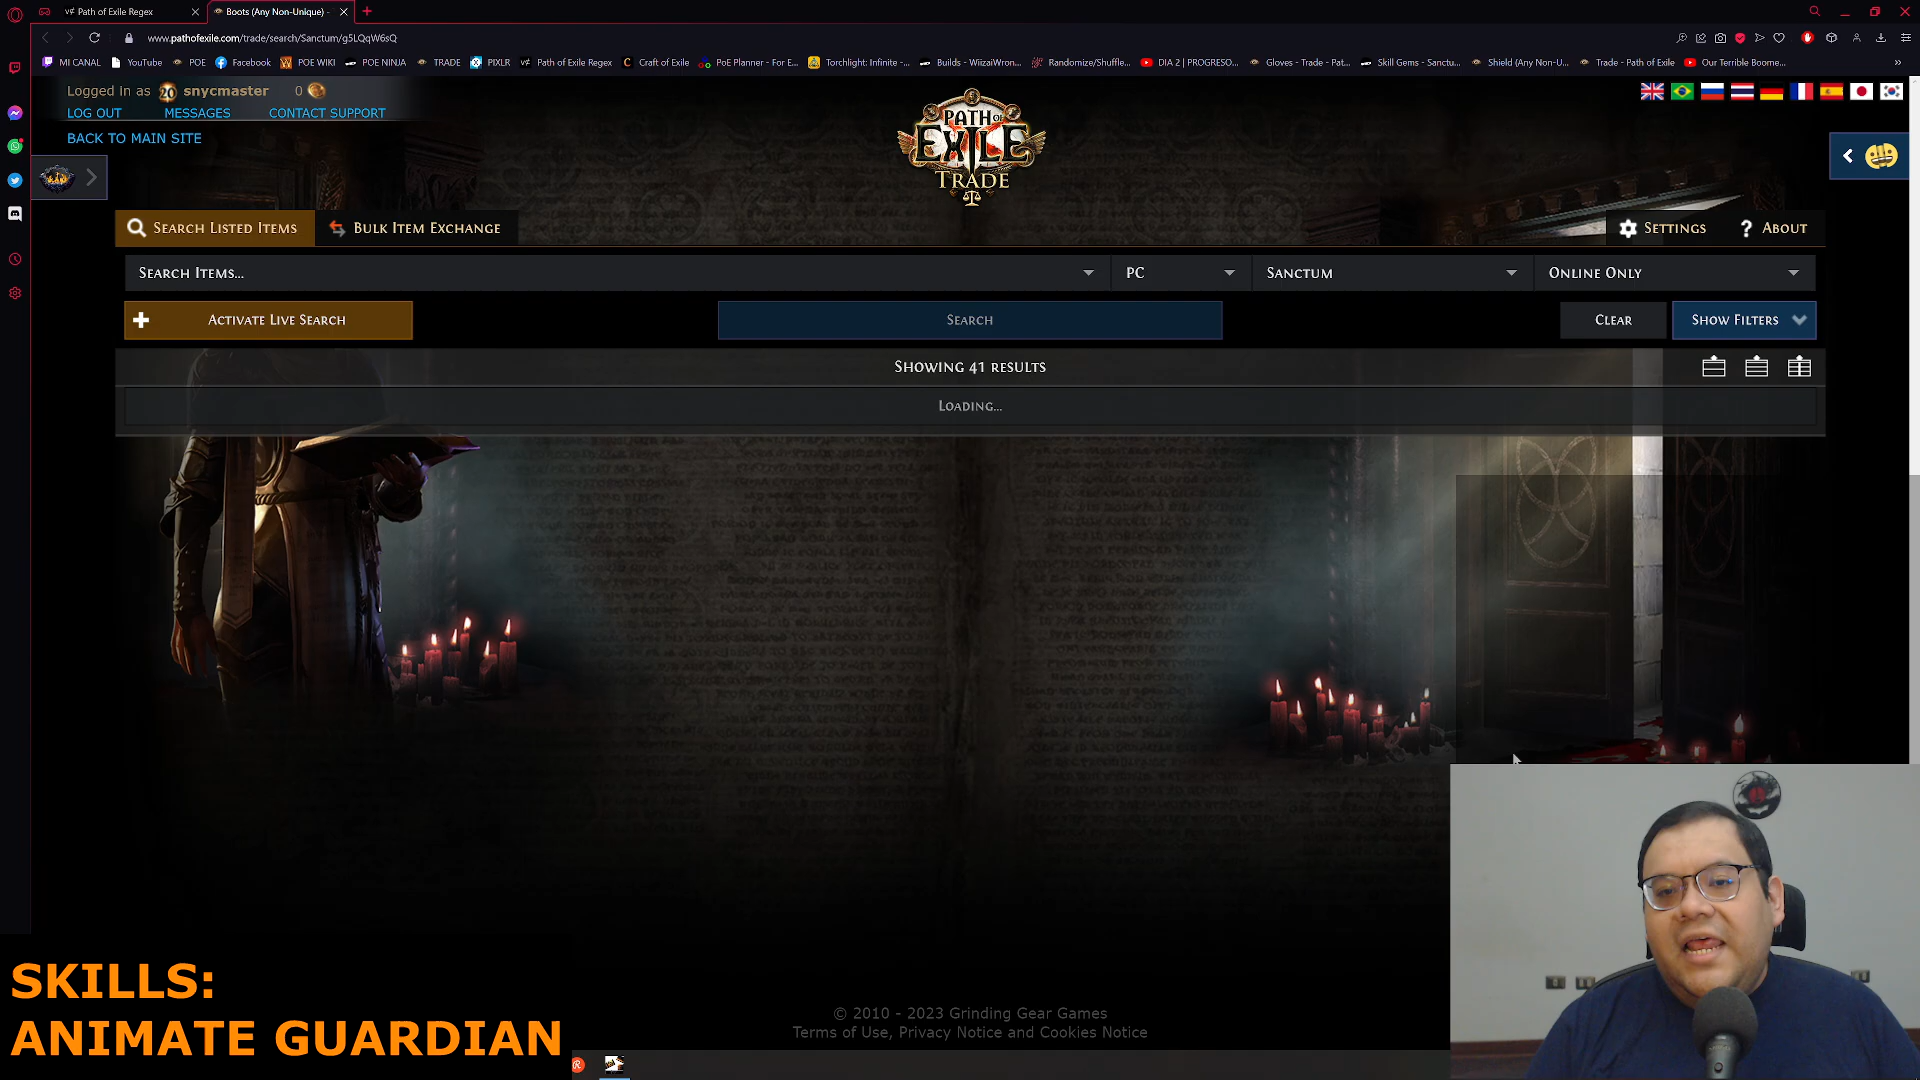 Path of Exile Regex
Boots (Any Non-Unique) -
www.pathofexile.com/trade/search/Sanctum/g5LQqW6sQ
MI CANAL
YouTube
POE
Facebook
POE WIKI
POE NINJA
TRADE
PIXLR
Path of Exile Regex
Craft of Exile
PoE Planner - For E...
Torchlight: Infinite -...
Builds - WiizaiWron...
Randomize/Shuffle...
DIA 2 | PROGRESO...
Gloves - Trade - Pat...
Skill Gems - Sanctu...
Shield (Any Non-U...
Trade - Path of Exile
Our Terrible Boome...
Logged in as snycmaster 0
LOG OUT MESSAGES CONTACT SUPPORT
BACK TO MAIN SITE
PATH OF
EXILE
TRADE
SEARCH LISTED ITEMS
BULK ITEM EXCHANGE
SETTINGS
? ABOUT
SEARCH ITEMS...
PC
SANCTUM
ONLINE ONLY
ACTIVATE LIVE SEARCH
SEARCH
CLEAR
SHOW FILTERS
SHOWING 41 RESULTS
LOADING...
SKILLS:
ANIMATE GUARDIAN
© 2010 - 2023 Grinding Gear Games
Terms of Use, Privacy Notice and Cookies Notice